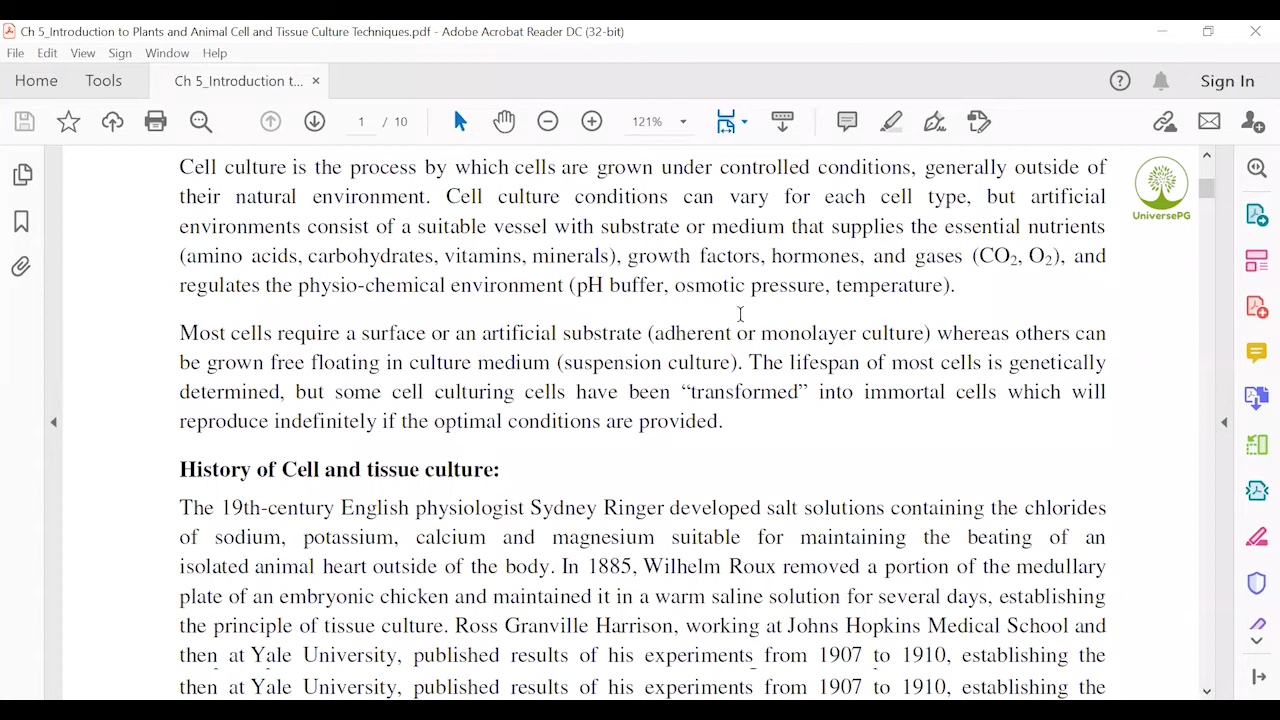 Ch 5_Introduction to Plants and Animal Cell and Tissue Culture Techniques.pdf - Adobe Acrobat Reader DC (32-bit)
File Edit View Sign Window Help
Home Tools Ch 5_Introduction t... × Sign In
1 / 10 121%
Cell culture is the process by which cells are grown under controlled conditions, generally outside of
their natural environment. Cell culture conditions can vary for each cell type, but artificial
environments consist of a suitable vessel with substrate or medium that supplies the essential nutrients
(amino acids, carbohydrates, vitamins, minerals), growth factors, hormones, and gases (CO₂, O₂), and
regulates the physio-chemical environment (pH buffer, osmotic pressure, temperature).
UniversePG
Most cells require a surface or an artificial substrate (adherent or monolayer culture) whereas others can
be grown free floating in culture medium (suspension culture). The lifespan of most cells is genetically
determined, but some cell culturing cells have been “transformed” into immortal cells which will
reproduce indefinitely if the optimal conditions are provided.
History of Cell and tissue culture:
The 19th-century English physiologist Sydney Ringer developed salt solutions containing the chlorides
of sodium, potassium, calcium and magnesium suitable for maintaining the beating of an
isolated animal heart outside of the body. In 1885, Wilhelm Roux removed a portion of the medullary
plate of an embryonic chicken and maintained it in a warm saline solution for several days, establishing
the principle of tissue culture. Ross Granville Harrison, working at Johns Hopkins Medical School and
then at Yale University, published results of his experiments from 1907 to 1910, establishing the
then at Yale University, published results of his experiments from 1907 to 1910, establishing the